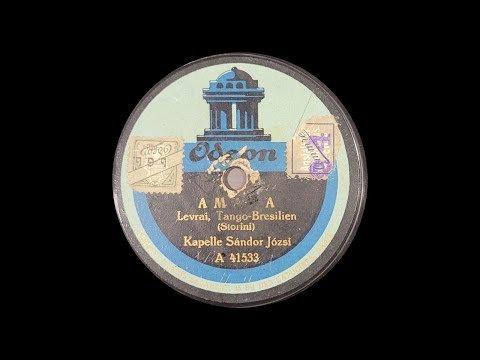 Odeon
Levrai, Tango-Bresilien
(Storini)
Kapelle Sándor Józsi
A 41533